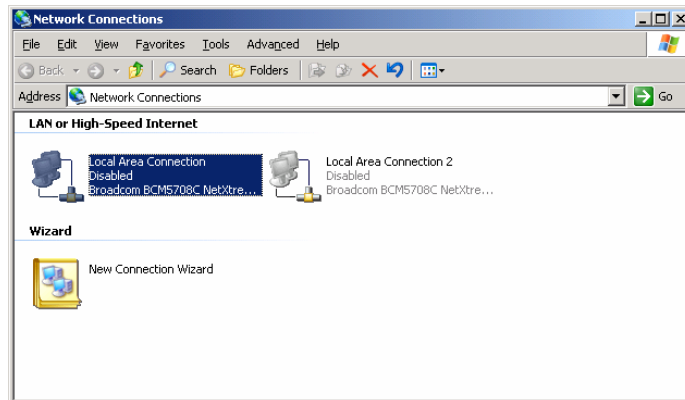 Network Connections
File Edit View Favorites Tools Advanced Help
Back Search Folders
Address Network Connections Go
LAN or High-Speed Internet
Local Area Connection
Disabled
Broadcom BCM5708C NetXtre...
Local Area Connection 2
Disabled
Broadcom BCM5708C NetXtre...
Wizard
New Connection Wizard